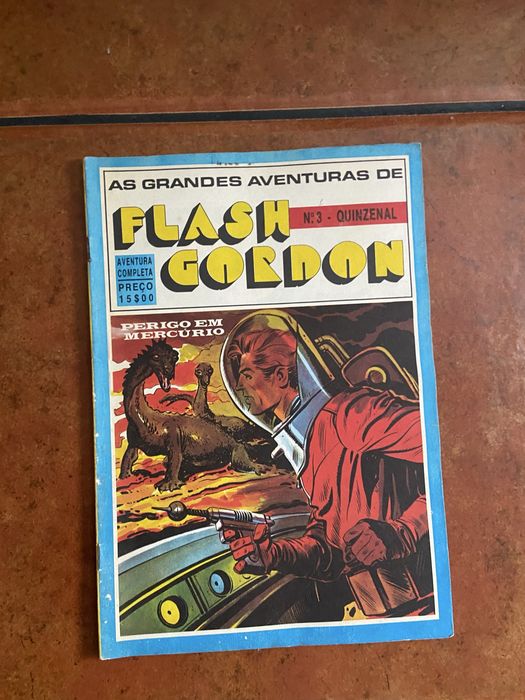 AS GRANDES AVENTURAS DE
FLASH
Nº 3 - QUINZENAL
GORDON
AVENTURA
COMPLETA
PREÇO
15$00
PERIGO EM
MERCÚRIO